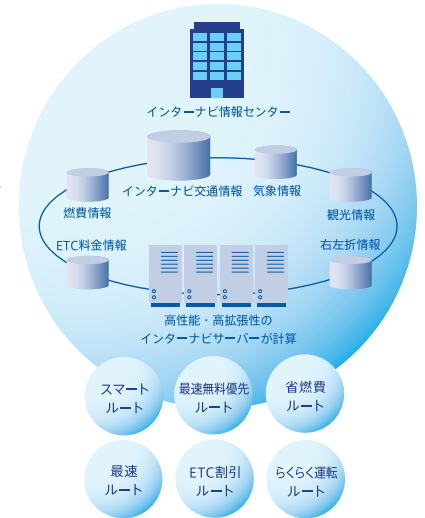 インターナビ情報センター
インターナビ交通情報
気象情報
燃費情報
観光情報
ETC料金情報
右左折情報
高性能・高拡張性の
インターナビサーバーが計算
スマート
ルート
最速無料優先
ルート
省燃費
ルート
最速
ルート
ETC割引
ルート
らくらく運転
ルート